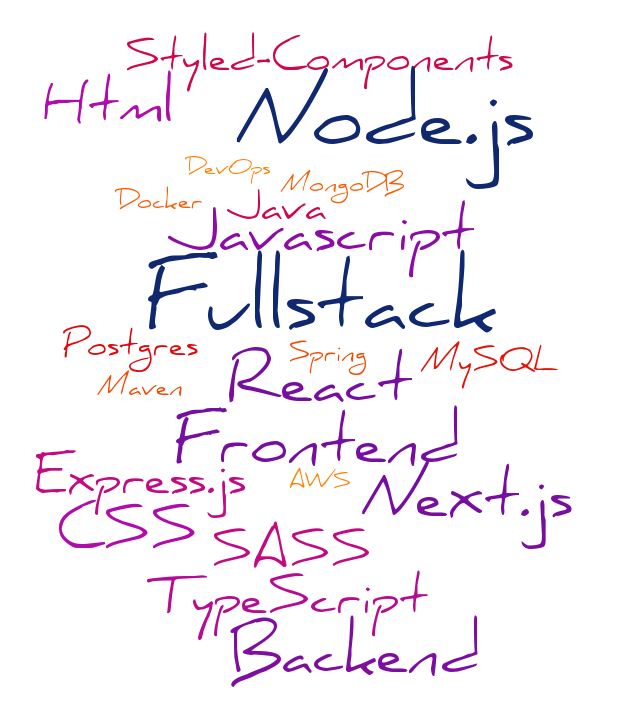 Styled-Components
Html
Node.js
DevOps
MongoDB
Docker
Java
Javascript
Fullstack
Postgres
Spring
MySQL
Maven
React
Frontend
Express.js
AWS
Next.js
CSS
SASS
TypeScript
Backend